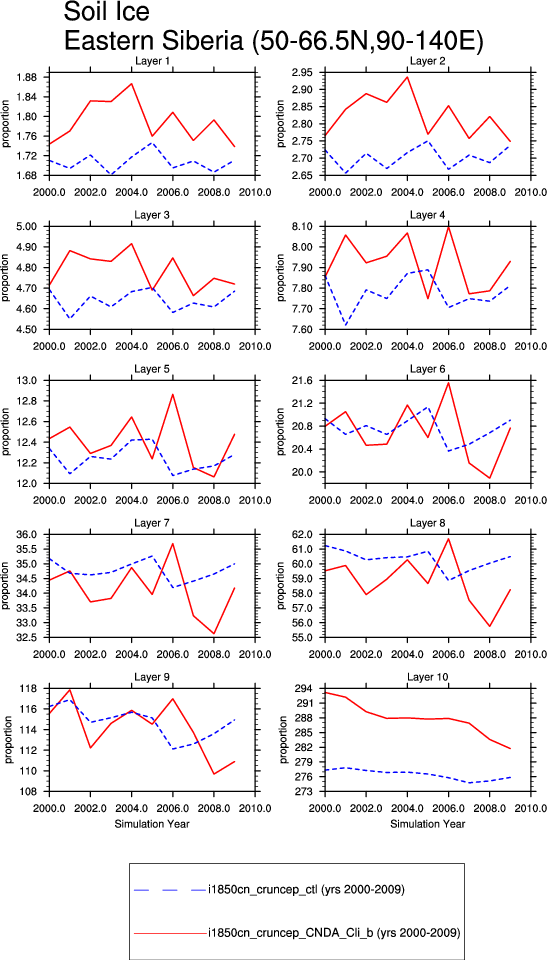 Soil Ice
Eastern Siberia (50-66.5N,90-140E)
Layer 1
proportion
1.88
1.84
1.80
1.76
1.72
1.68
2000.0 2002.0 2004.0 2006.0 2008.0 2010.0
Layer 2
proportion
2.95
2.90
2.85
2.80
2.75
2.70
2.65
2000.0 2002.0 2004.0 2006.0 2008.0 2010.0
Layer 3
proportion
5.00
4.90
4.80
4.70
4.60
4.50
2000.0 2002.0 2004.0 2006.0 2008.0 2010.0
Layer 4
proportion
8.10
8.00
7.90
7.80
7.70
7.60
2000.0 2002.0 2004.0 2006.0 2008.0 2010.0
Layer 5
proportion
13.0
12.8
12.6
12.4
12.2
12.0
2000.0 2002.0 2004.0 2006.0 2008.0 2010.0
Layer 6
proportion
21.6
21.2
20.8
20.4
20.0
2000.0 2002.0 2004.0 2006.0 2008.0 2010.0
Layer 7
proportion
36.0
35.5
35.0
34.5
34.0
33.5
33.0
32.5
2000.0 2002.0 2004.0 2006.0 2008.0 2010.0
Layer 8
proportion
62.0
61.0
60.0
59.0
58.0
57.0
56.0
55.0
2000.0 2002.0 2004.0 2006.0 2008.0 2010.0
Layer 9
proportion
118
116
114
112
110
108
2000.0 2002.0 2004.0 2006.0 2008.0 2010.0
Simulation Year
Layer 10
proportion
294
291
288
285
282
279
276
273
2000.0 2002.0 2004.0 2006.0 2008.0 2010.0
Simulation Year
i1850cn_cruncep_ctl (yrs 2000-2009)
i1850cn_cruncep_CNDA_Cli_b (yrs 2000-2009)